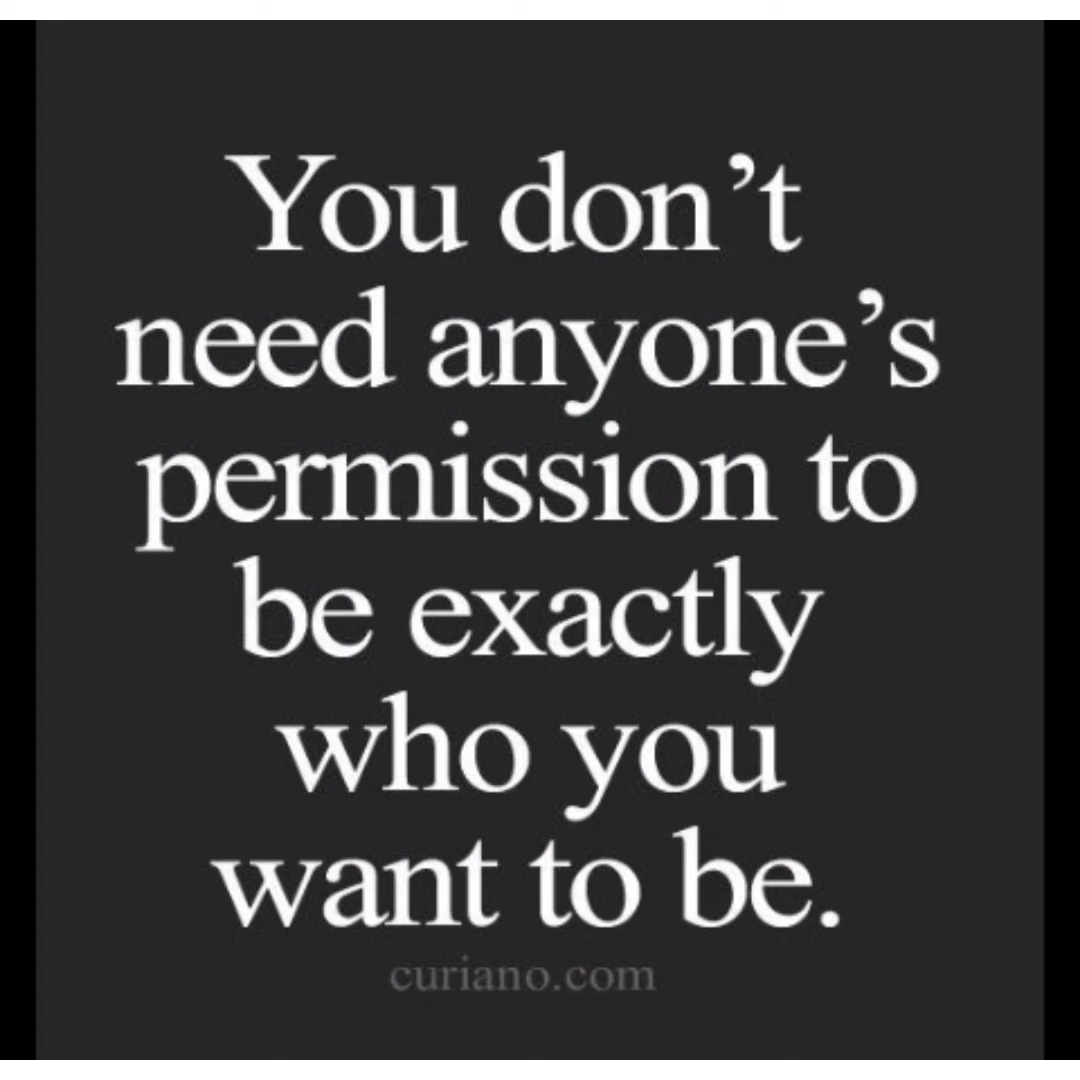 You don’t
need anyone’s
permission to
be exactly
who you
want to be.
curiano.com